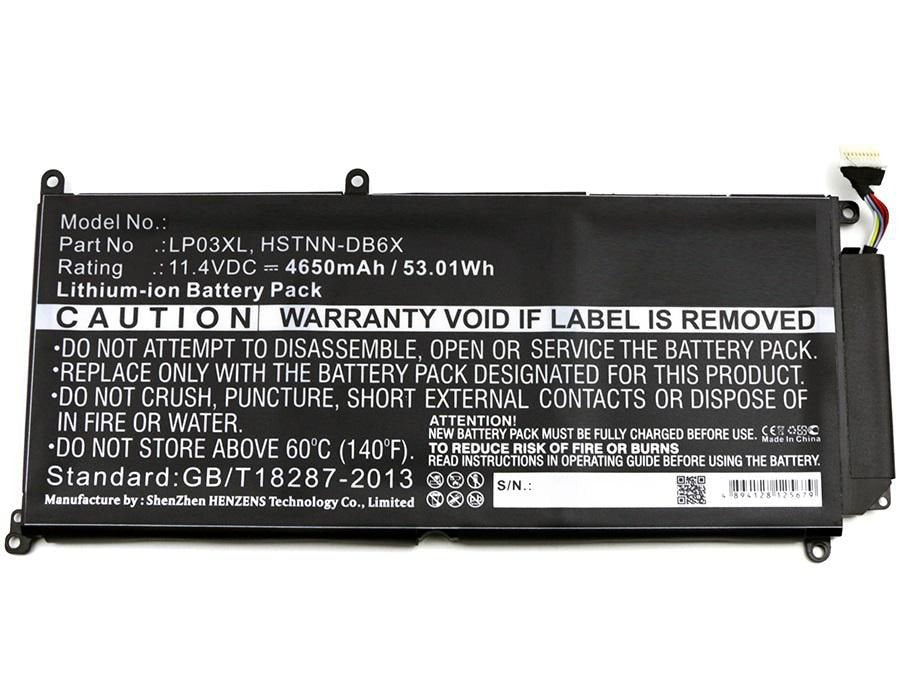 Model No.:
Part No .: LP03XL, HSTNN-DB6X
Rating .: 11.4VDC ⎓ 4650mAh / 53.01Wh
Lithium-ion Battery Pack
CAUTION WARRANTY VOID IF LABEL IS REMOVED
•DO NOT ATTEMPT TO DISASSEMBLE, OPEN OR SERVICE THE BATTERY PACK.
•REPLACE ONLY WITH THE BATTERY PACK DESIGNATED FOR THIS PRODUCT.
•DO NOT CRUSH, PUNCTURE, SHORT EXTERNAL CONTACTS OR DISPOSE OF
IN FIRE OR WATER.
•DO NOT STORE ABOVE 60°C (140°F).
Standard:GB/T18287-2013
Manufacture by : ShenZhen HENZENS Technology Co., Limited
ATTENTION!
NEW BATTERY PACK MUST BE FULLY CHARGED BEFORE USE.
TO REDUCE RISK OF FIRE OR BURNS
READ INSTRUCTIONS IN OPERATING GUIDE BEFORE USING THE BATTERY.
CE
Made In China
S/N.:
4 894128 125679